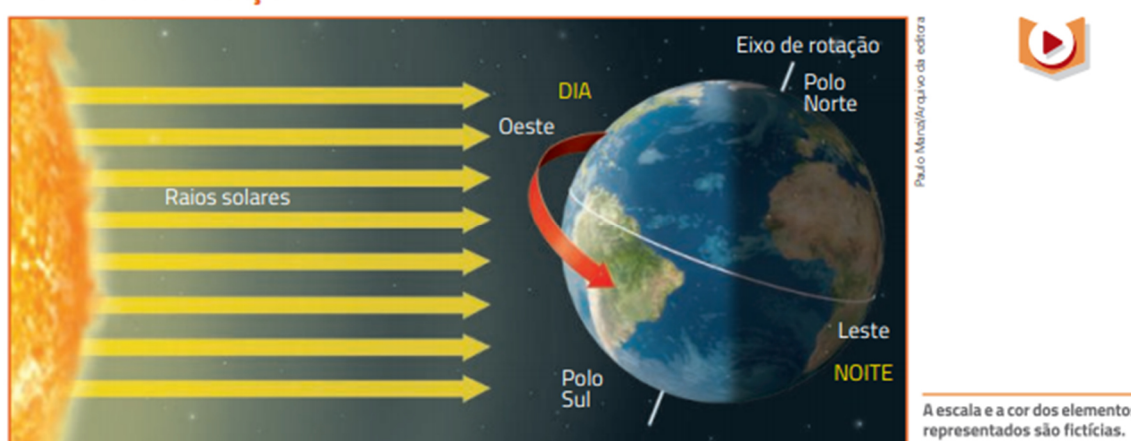 Eixo de rotação
Polo
Norte
DIA
Oeste
Raios solares
Leste
NOITE
Polo
Sul
Paulo Manzi/Arquivo da editora
A escala e a cor dos elementos
representados são fictícias.